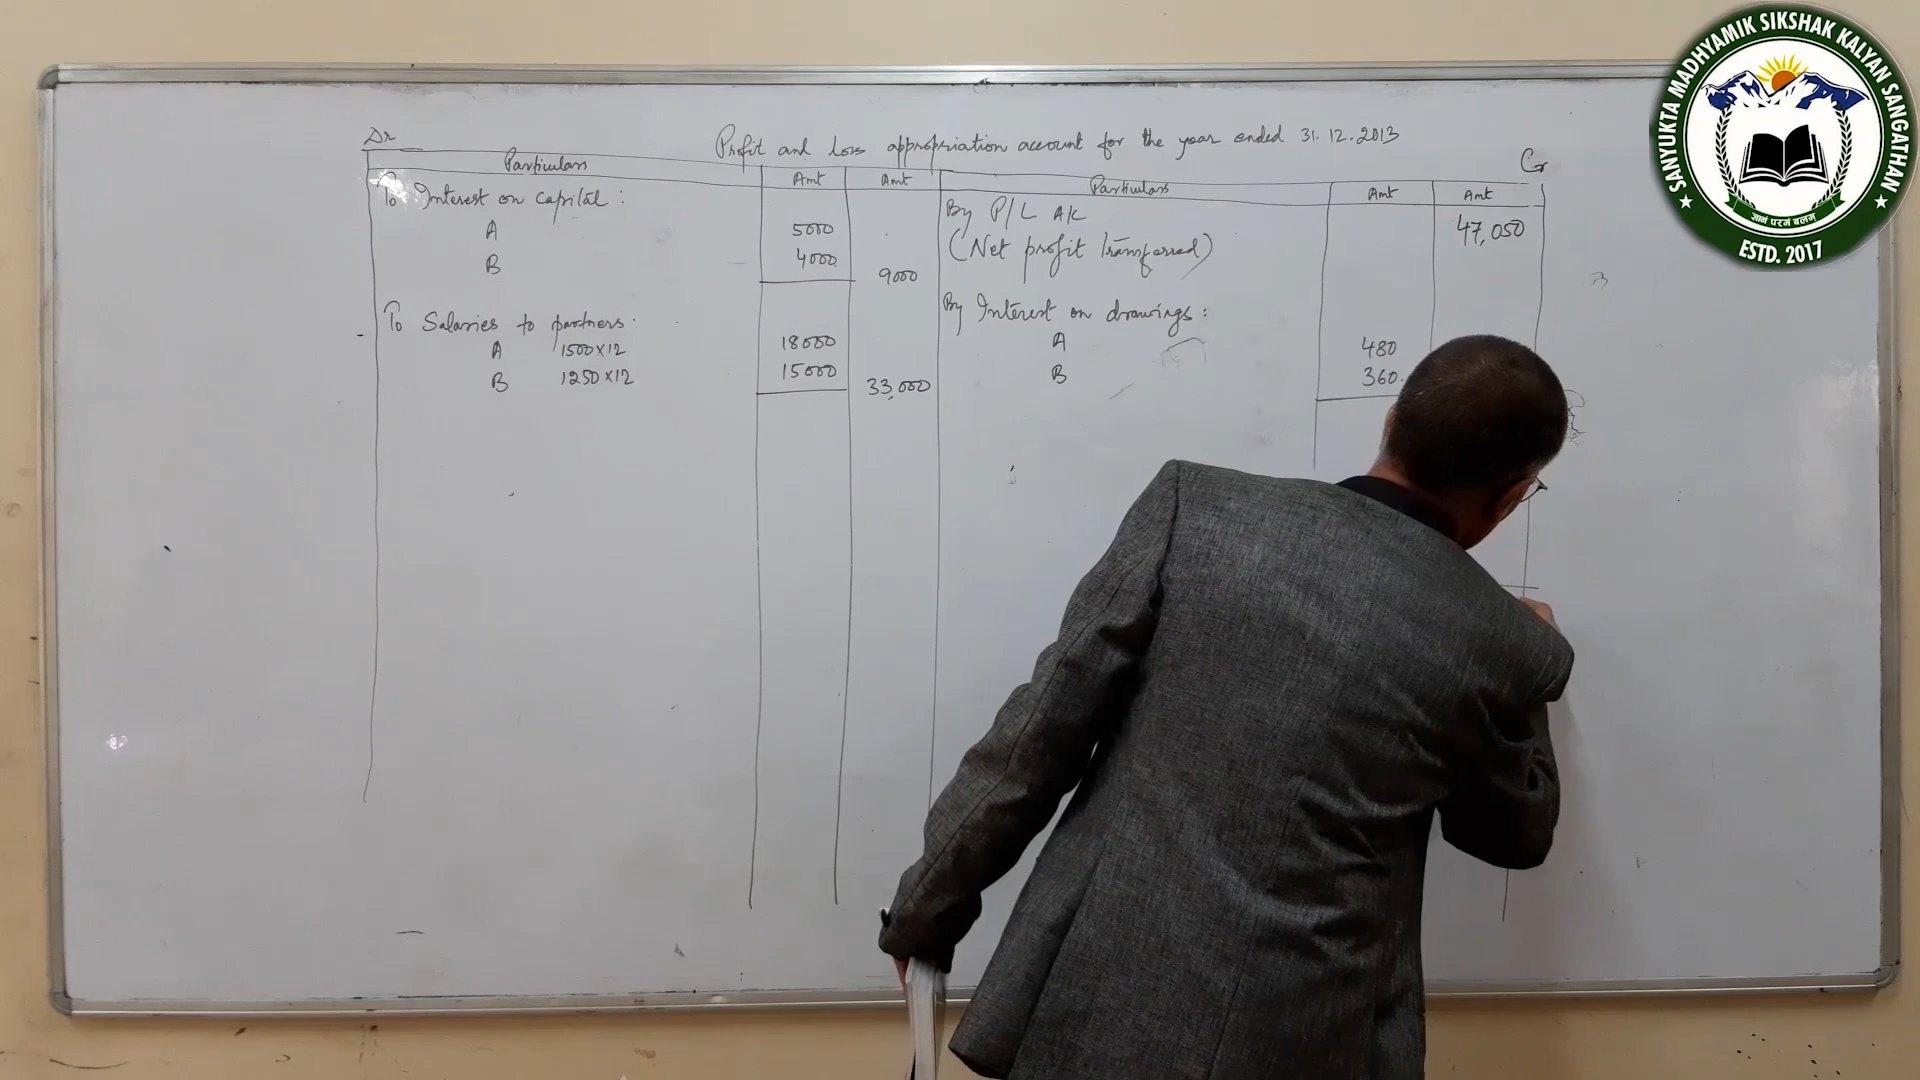 Dr
Profit and Loss appropriation account for the year ended 31.12.2013
Cr
Particulars Amt Amt Particulars Amt Amt
To Interest on capital :
A 5000
B 4000
9000
To Salaries to partners.
A 1500×12 18000
B 1250×12 15000
33,000
By P/L A/c
47,050
(Net profit Transferred)
By Interest on drawings :
A 480
B 360.
SANYUKTA MADHYAMIK SIKSHAK KALYAN SANGATHAN
ज्ञानं परमं बलम्
ESTD. 2017